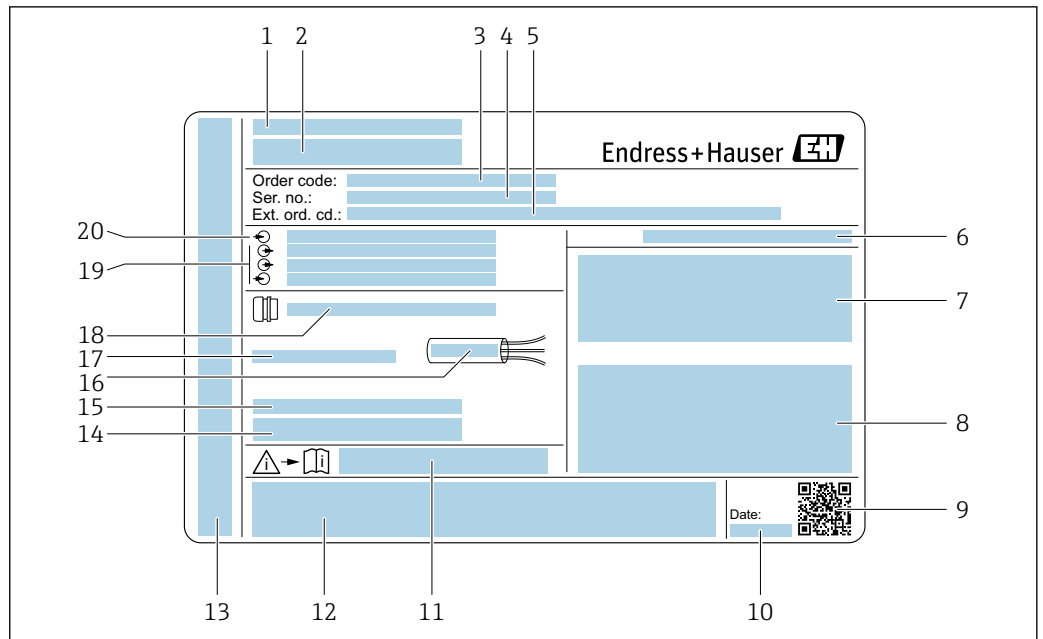 1 2 3 4 5
Endress+Hauser EH
Order code:
Ser. no.:
Ext. ord. cd.:
20
6
19
i
7
18
17
16
15
8
14
i i
Date:
9
13 12 11 10